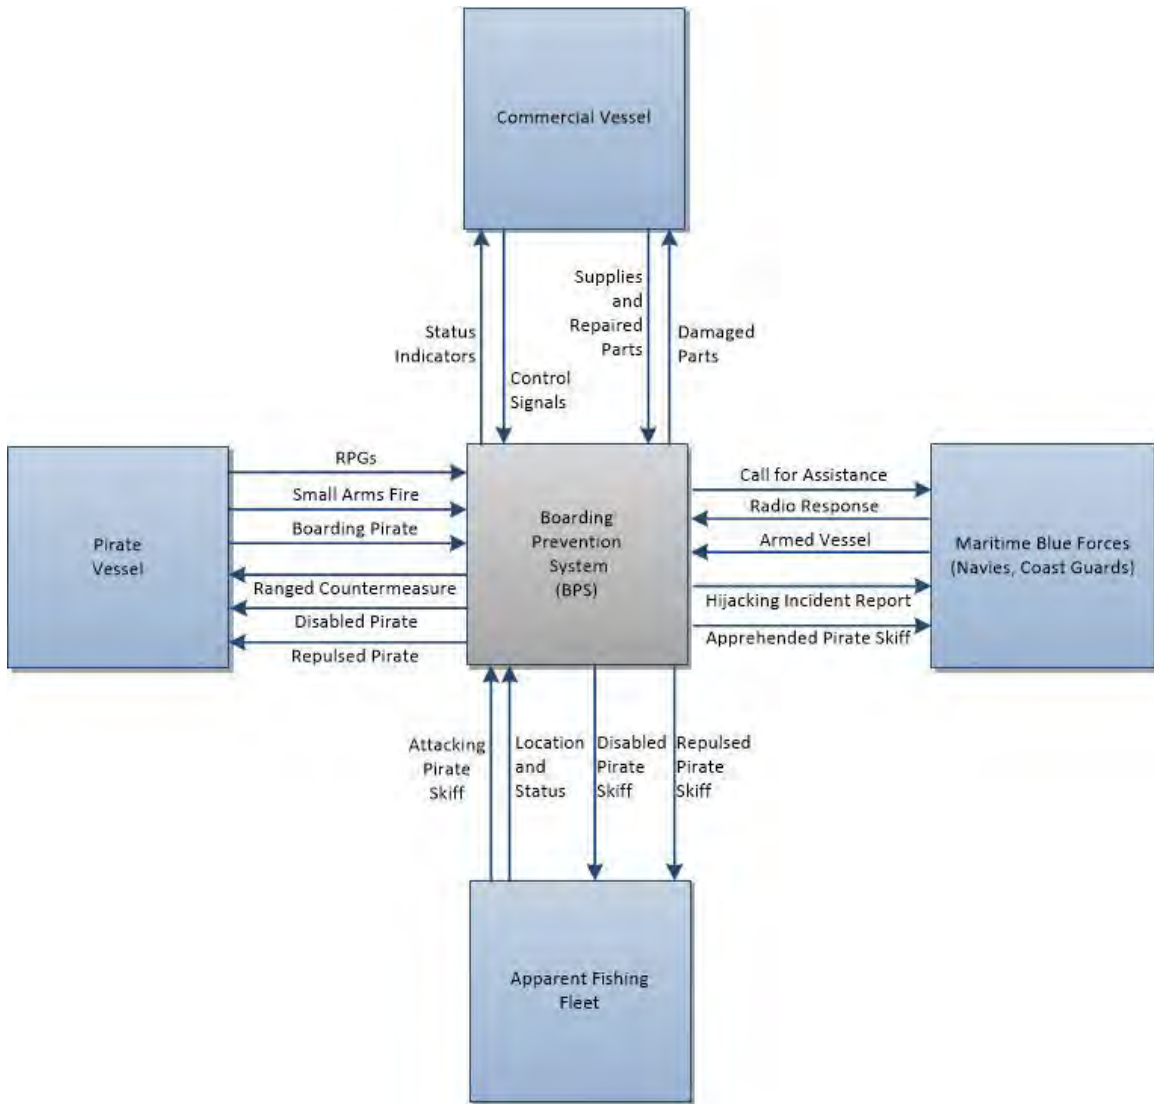 Commercial Vessel
Supplies
and
Repaired
Parts
Status
Indicators
Damaged
Parts
Control
Signals
RPGs
Small Arms Fire
Boarding Pirate
Ranged Countermeasure
Disabled Pirate
Repulsed Pirate
Pirate
Vessel
Boarding
Prevention
System
(BPS)
Call for Assistance
Radio Response
Armed Vessel
Hijacking Incident Report
Apprehended Pirate Skiff
Maritime Blue Forces
(Navies, Coast Guards)
Attacking
Pirate
Skiff
Location
and
Status
Disabled
Pirate
Skiff
Repulsed
Pirate
Skiff
Apparent Fishing
Fleet